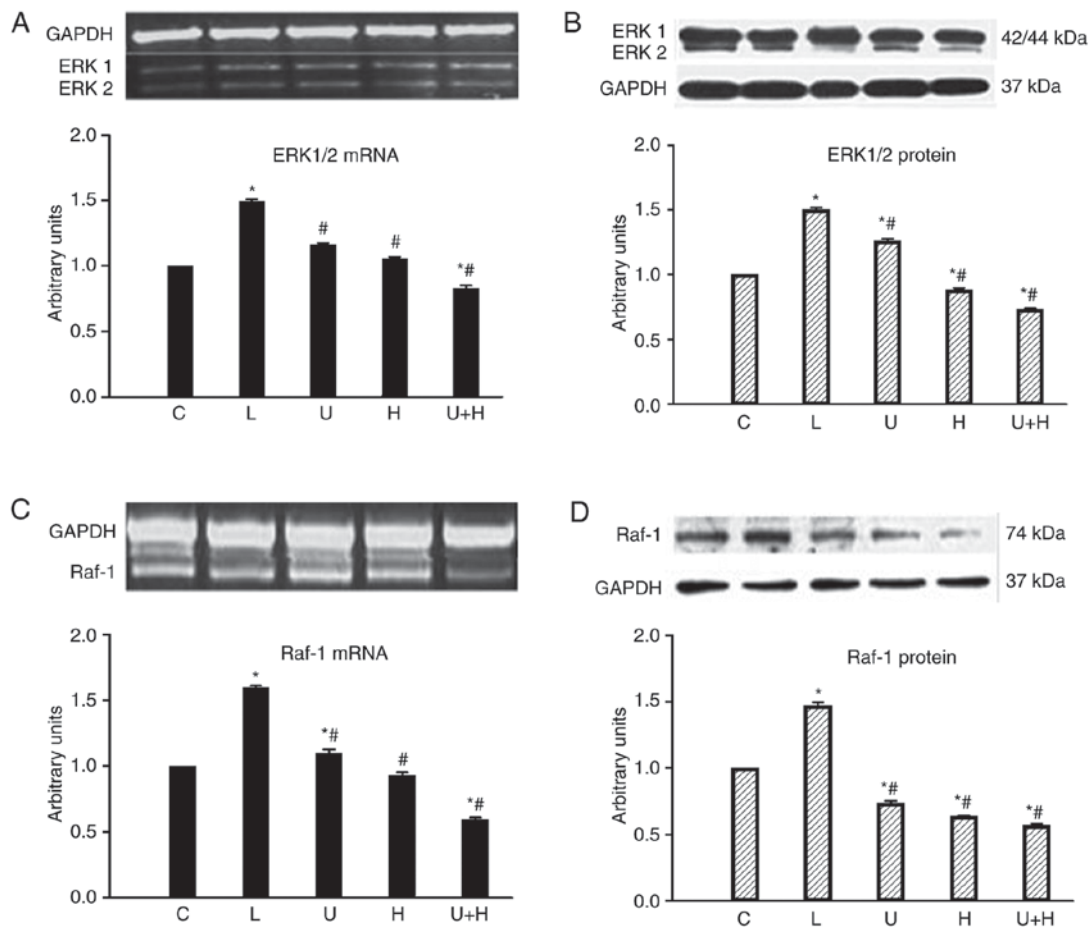 A
GAPDH
ERK 1
ERK 2
2.0
ERK1/2 mRNA
1.5
1.0
0.5
0.0
Arbitrary units
*
#
#
*#
C L U H U+H
B
ERK 1
ERK 2
42/44 kDa
GAPDH
37 kDa
2.0
ERK1/2 protein
1.5
1.0
0.5
0.0
Arbitrary units
*
*#
*#
*#
C L U H U+H
C
GAPDH
Raf-1
2.0
Raf-1 mRNA
1.5
1.0
0.5
0.0
Arbitrary units
*
*#
#
*#
C L U H U+H
D
Raf-1
74 kDa
GAPDH
37 kDa
2.0
Raf-1 protein
1.5
1.0
0.5
0.0
Arbitrary units
*
*#
*#
*#
C L U H U+H